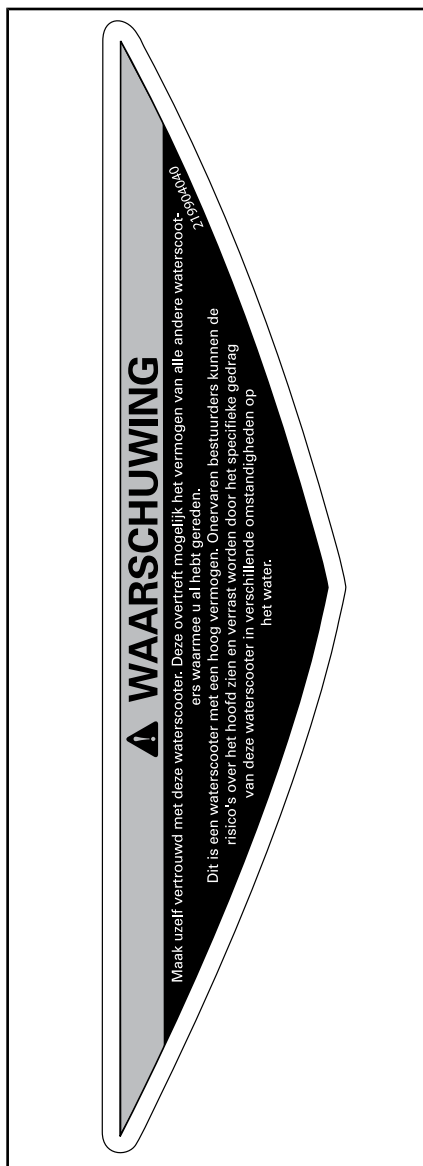 WAARSCHUWING
Maak uzelf vertrouwd met deze waterscooter. Deze overtreft mogelijk het vermogen van alle andere waterscoot-
ers waarmee u al hebt gereden.
Dit is een waterscooter met een hoog vermogen. Onervaren bestuurders kunnen de
risico's over het hoofd zien en verrast worden door het specifieke gedrag
van deze waterscooter in verschillende omstandigheden op
het water.
219904040